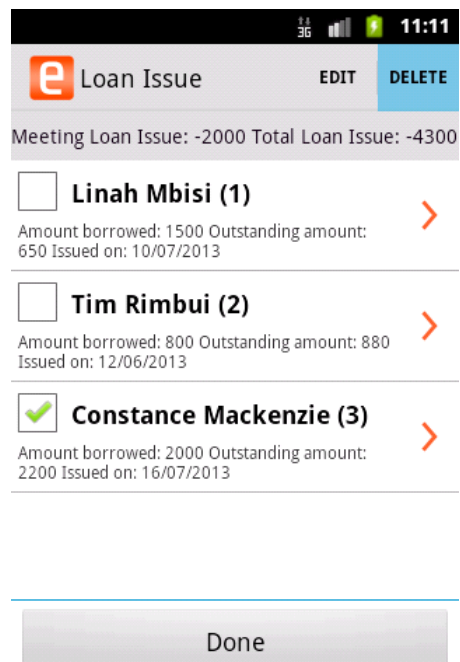 3G 11:11
e Loan Issue EDIT DELETE
Meeting Loan Issue: -2000 Total Loan Issue: -4300
Linah Mbisi (1)
Amount borrowed: 1500 Outstanding amount:
650 Issued on: 10/07/2013
Tim Rimbui (2)
Amount borrowed: 800 Outstanding amount: 880
Issued on: 12/06/2013
Constance Mackenzie (3)
Amount borrowed: 2000 Outstanding amount:
2200 Issued on: 16/07/2013
Done